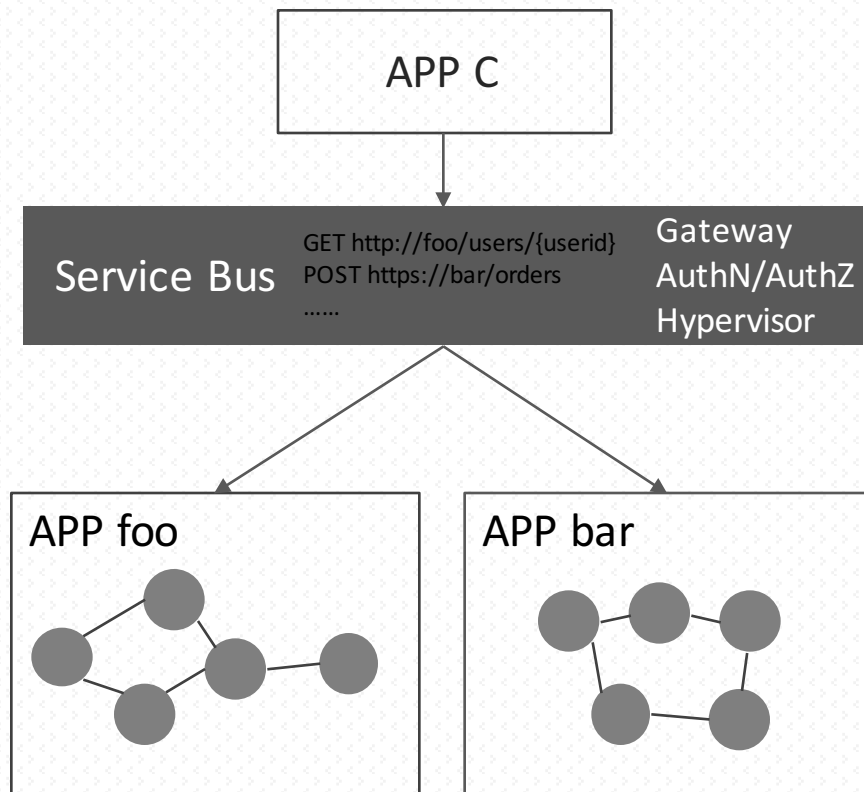 APP C
Service Bus
GET http://foo/users/{userid}
POST https://bar/orders
......
Gateway
AuthN/AuthZ
Hypervisor
APP foo
APP bar